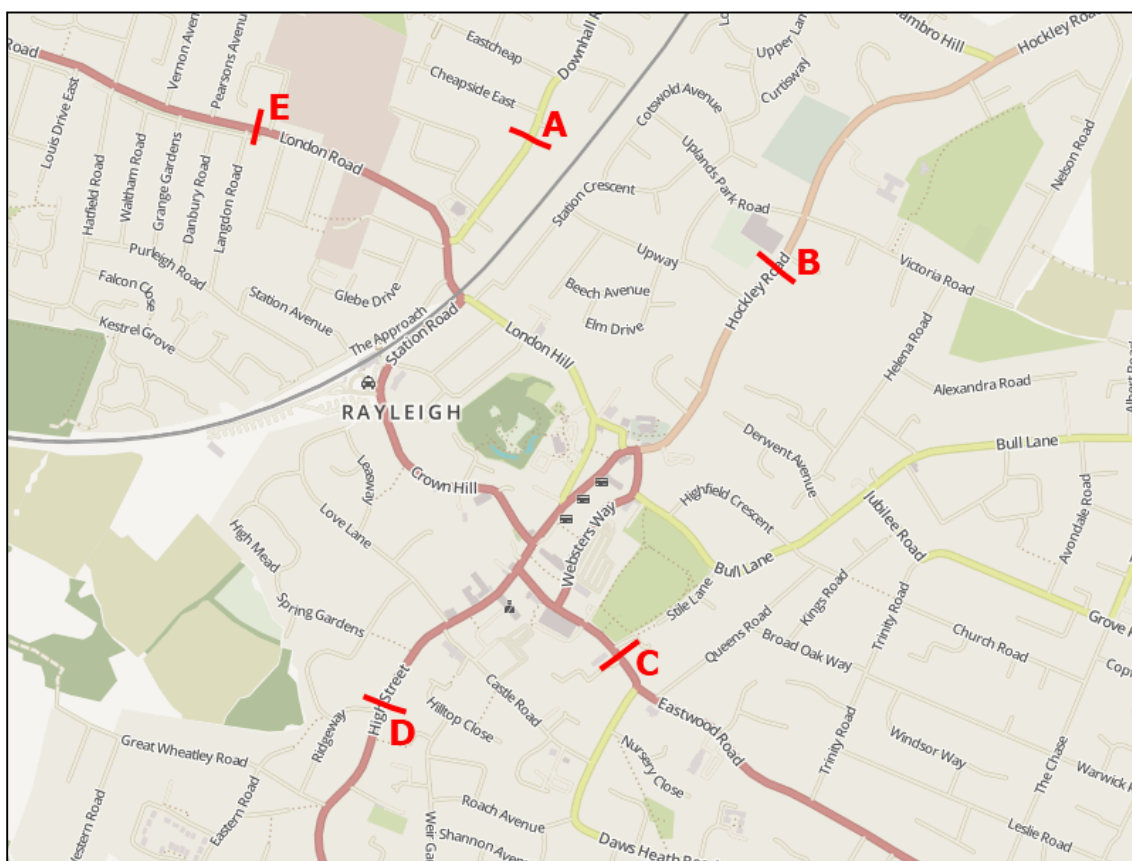 Road
Vernon Avenue
Pearsons Avenue
Eastcheap
Downhall
Upper
Hockley Road
Louis Drive East
E
Cheapside East
A
Cotswold Avenue
Curtisway
Hatfield Road
Waltham Road
Grange Gardens
Danbury Road
Langdon Road
London Road
Station Crescent
Uplands Park Road
Nelson Road
Purleigh Road
Falcon Close
Kestrel Grove
Station Avenue
Glebe Drive
The Approach
Station Road
Upway
Beech Avenue
Elm Drive
Hockley Road
B
Victoria Road
Helena Road
London Hill
Alexandra Road
Road
RAYLEIGH
Leasway
Crown Hill
Love Lane
High Mead
Derwent Avenue
Highfield Crescent
Bull Lane
Jubilee Road
Avondale Road
Websters Way
Bull Lane
Stile Lane
Spring Gardens
Kings Road
Queens Road
Trinity Road
Broad Oak Way
Church Road
Grove
C
High Street
Castle Road
Hilltop Close
D
Ridgeway
Great Wheatley Road
Eastern Road
Western Road
Eastwood Road
Nursery Close
Trinity Road
Windsor Way
The Chase
Warwick
Leslie Road
Roach Avenue
Shannon
Weir
Daws Heath